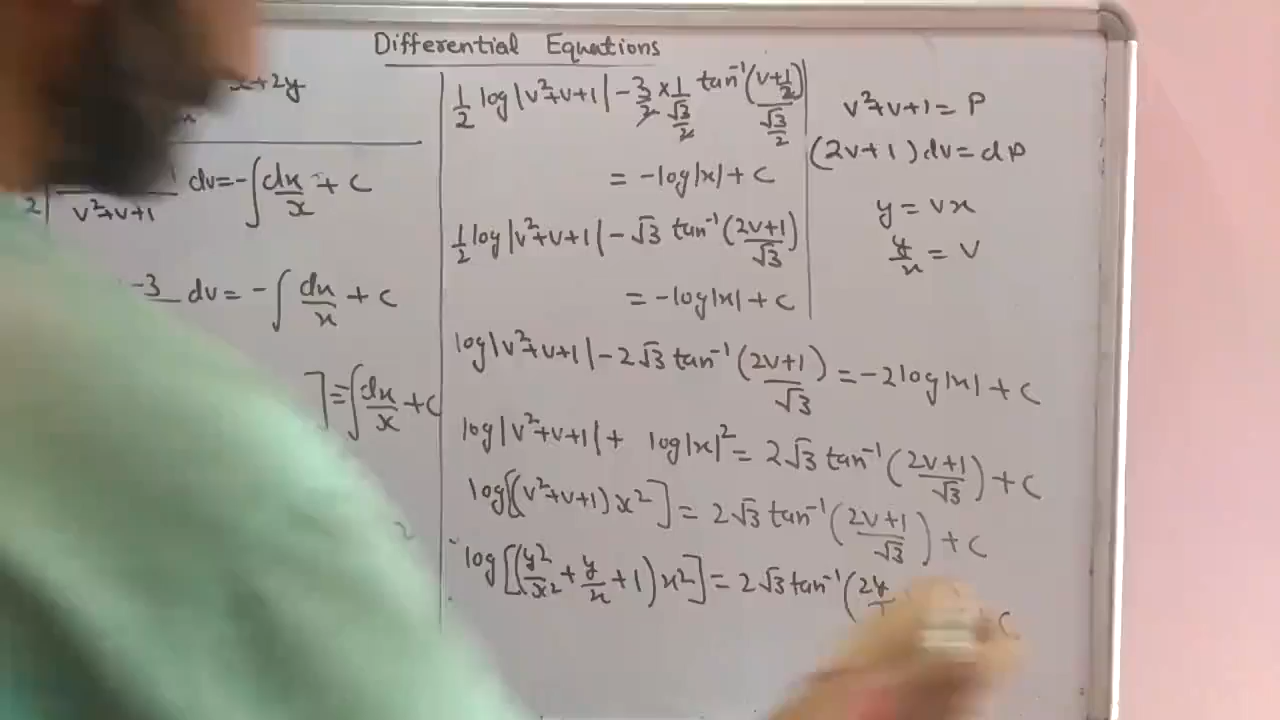 Differential Equations
x+2y
x
2∫ ———/v²+v+1 dv = -∫ dx/x + c
-3 dv = -∫ dx/x + c
] = ∫ dx/x + c
2
1/2 log|v²+v+1| - 3/2 × 1/(√3/2) tan⁻¹((v+1/2)/(√3/2))
= -log|x| + c
1/2 log|v²+v+1| - √3 tan⁻¹((2v+1)/√3)
= -log|x| + c
log|v²+v+1| - 2√3 tan⁻¹((2v+1)/√3) = -2log|x| + c
log|v²+v+1| + log|x|² = 2√3 tan⁻¹((2v+1)/√3) + c
log[(v²+v+1)x²] = 2√3 tan⁻¹((2v+1)/√3) + c
log[(y²/x² + y/x + 1)x²] = 2√3 tan⁻¹(2y + c
v²+v+1 = P
(2v+1)dv = dP
y = vx
y/x = v